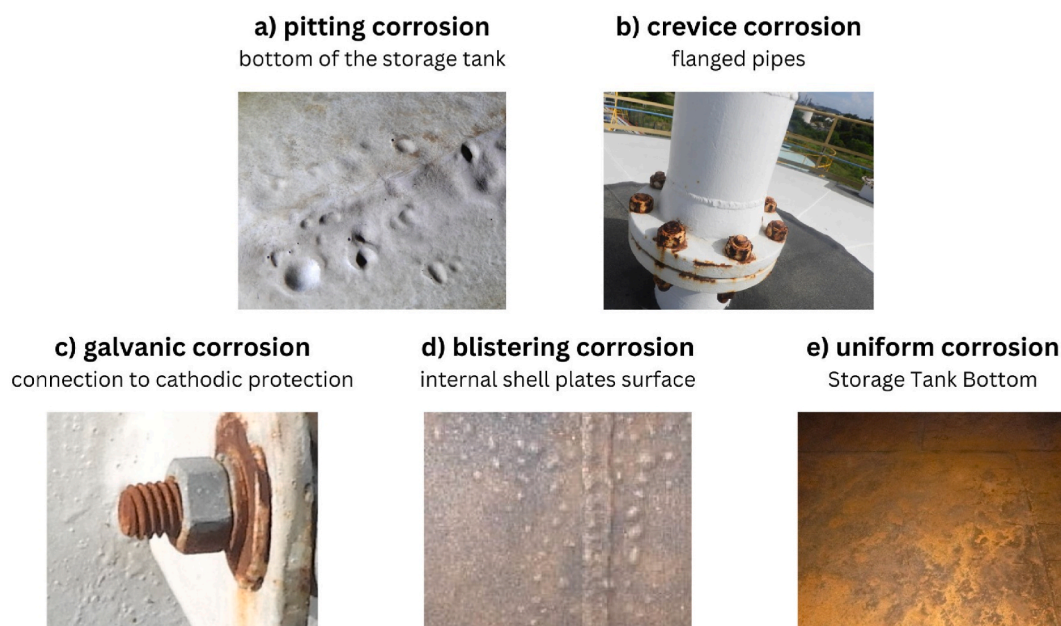 a) pitting corrosion
bottom of the storage tank
b) crevice corrosion
flanged pipes
c) galvanic corrosion
connection to cathodic protection
d) blistering corrosion
internal shell plates surface
e) uniform corrosion
Storage Tank Bottom